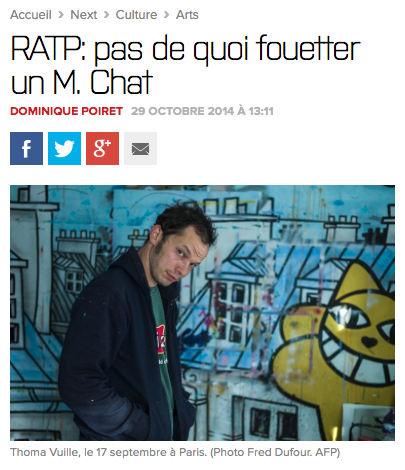 Accueil > Next > Culture > Arts
RATP: pas de quoi fouetter
un M. Chat
DOMINIQUE POIRET 29 OCTOBRE 2014 À 13:11
f g+
Thoma Vuille, le 17 septembre à Paris. (Photo Fred Dufour. AFP)